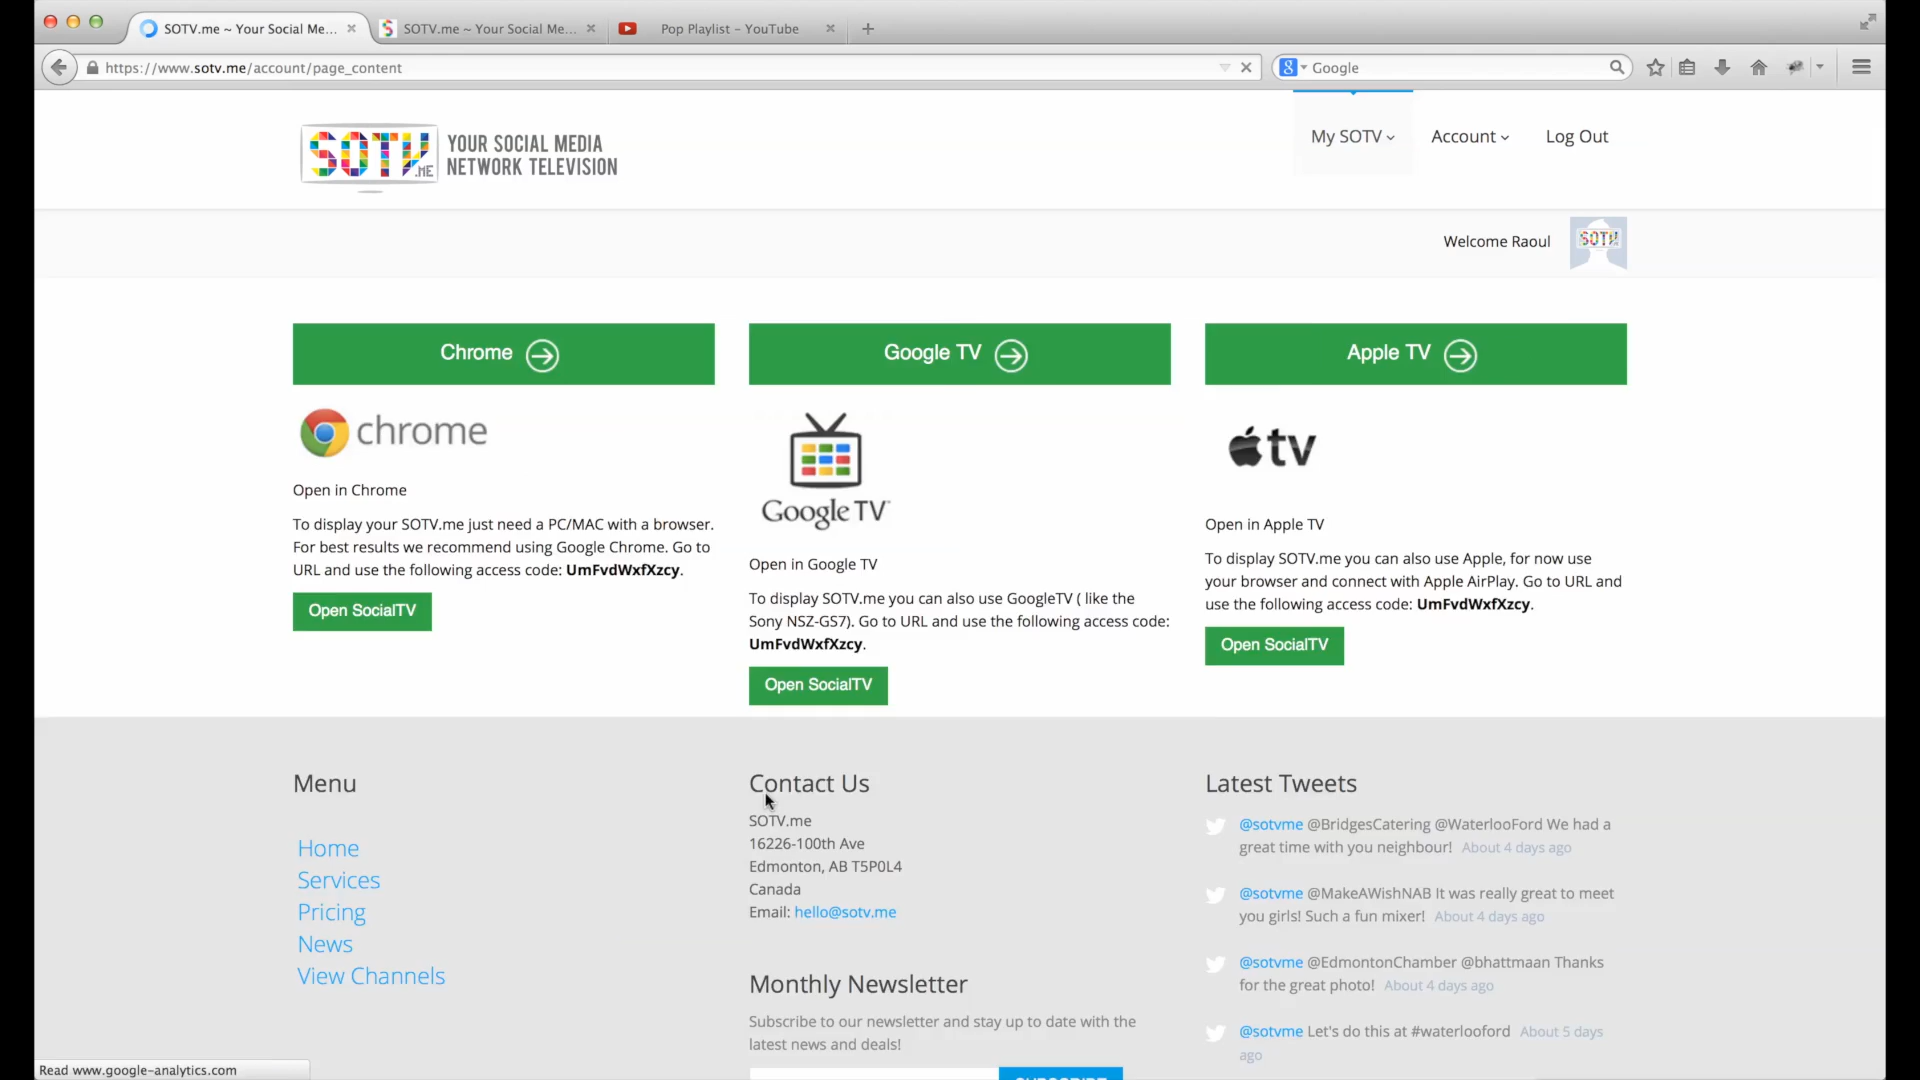 SOTV.me ~ Your Social Me...
SOTV.me ~ Your Social Me...
Pop Playlist - YouTube
https://www.sotv.me/account/page_content
Google
SOTV.ME
YOUR SOCIAL MEDIA
NETWORK TELEVISION
My SOTV
Account
Log Out
Welcome Raoul
SOTV
Chrome
chrome
Open in Chrome
To display your SOTV.me just need a PC/MAC with a browser.
For best results we recommend using Google Chrome. Go to
URL and use the following access code: UmFvdWxfXzcy.
Open SocialTV
Google TV
Google TV
Open in Google TV
To display SOTV.me you can also use GoogleTV ( like the
Sony NSZ-GS7). Go to URL and use the following access code:
UmFvdWxfXzcy.
Open SocialTV
Apple TV
tv
Open in Apple TV
To display SOTV.me you can also use Apple, for now use
your browser and connect with Apple AirPlay. Go to URL and
use the following access code: UmFvdWxfXzcy.
Open SocialTV
Menu
Home
Services
Pricing
News
View Channels
Contact Us
SOTV.me
16226-100th Ave
Edmonton, AB T5P0L4
Canada
Email: hello@sotv.me
Monthly Newsletter
Subscribe to our newsletter and stay up to date with the
latest news and deals!
SUBSCRIBE
Latest Tweets
@sotvme @BridgesCatering @WaterlooFord We had a
great time with you neighbour! About 4 days ago
@sotvme @MakeAWishNAB It was really great to meet
you girls! Such a fun mixer! About 4 days ago
@sotvme @EdmontonChamber @bhattmaan Thanks
for the great photo! About 4 days ago
@sotvme Let's do this at #waterlooford About 5 days
ago
Read www.google-analytics.com